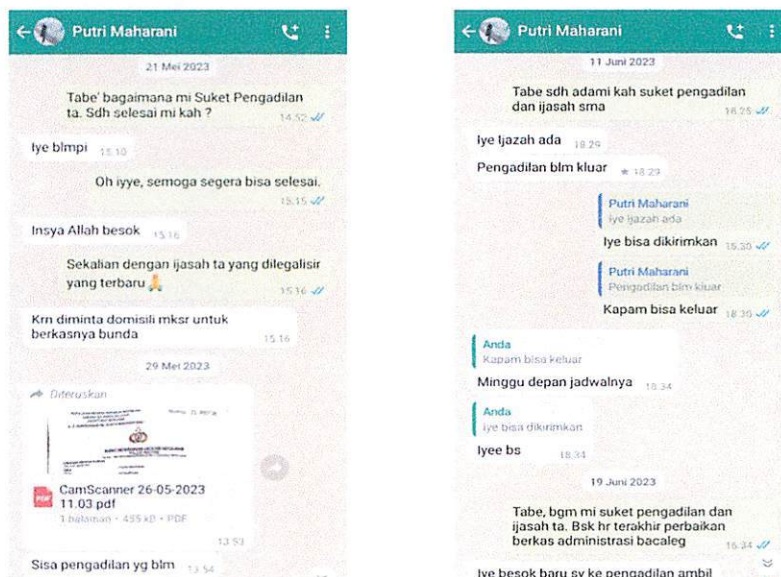 Putri Maharani
21 Mei 2023
Tabe' bagaimana mi Suket Pengadilan
ta. Sdh selesai mi kah ?
14.52
Iye blmpi
15.10
Oh iyye, semoga segera bisa selesai.
15.15
Insya Allah besok
15.16
Sekalian dengan ijasah ta yang dilegalisir
yang terbaru 🙏
15.16
Krn diminta domisili mksr untuk
berkasnya bunda
15.16
29 Mei 2023
Diteruskan
CamScanner 26-05-2023
11.03.pdf
PDF
1 halaman • 455 kB • PDF
13.53
Sisa pengadilan yg blm
13.54
Putri Maharani
11 Juni 2023
Tabe sdh adami kah suket pengadilan
dan ijasah sma
18.25
Iye Ijazah ada
18.29
Pengadilan blm kluar
★ 18.29
Putri Maharani
Iye Ijazah ada
Iye bisa dikirimkan
Putri Maharani
Pengadilan blm kluar
Kapam bisa keluar
18.30
Anda
Kapam bisa keluar
Minggu depan jadwalnya
18.34
Anda
Iye bisa dikirimkan
Iyee bs
18.34
19 Juni 2023
Tabe, bgm mi suket pengadilan dan
ijasah ta. Bsk hr terakhir perbaikan
berkas administrasi bacaleg
16.34
Iye besok baru sy ke pengadilan ambil